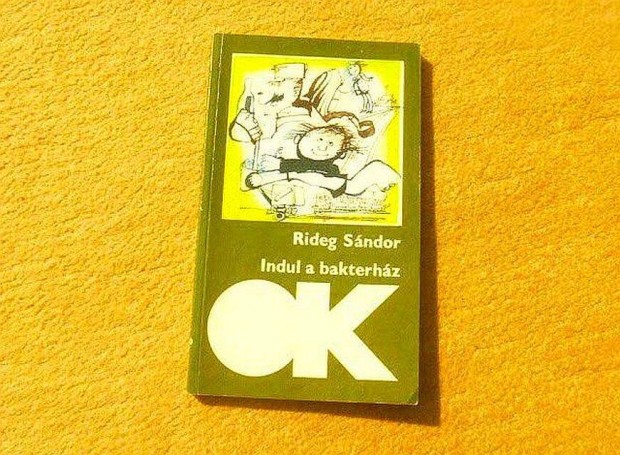 Rideg Sándor
Indul a bakterház
OK